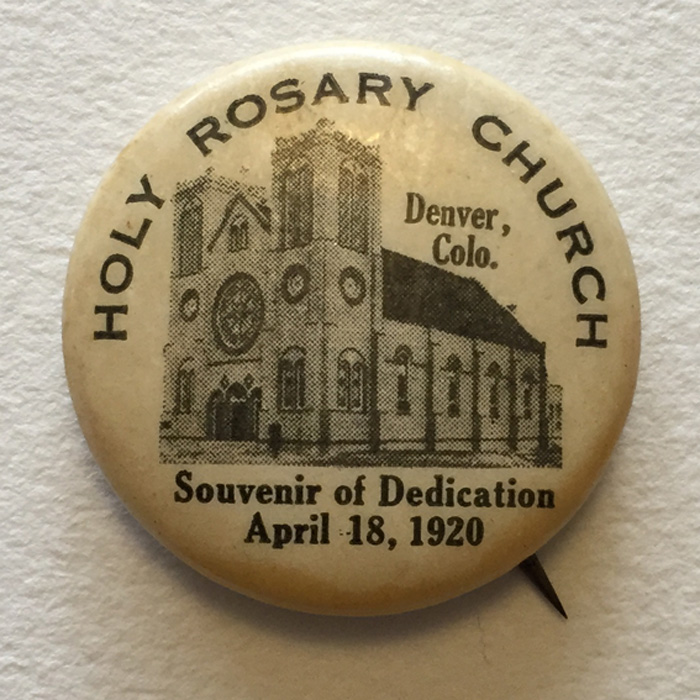 HOLY ROSARY CHURCH
Denver,
Colo.
Souvenir of Dedication
April 18, 1920